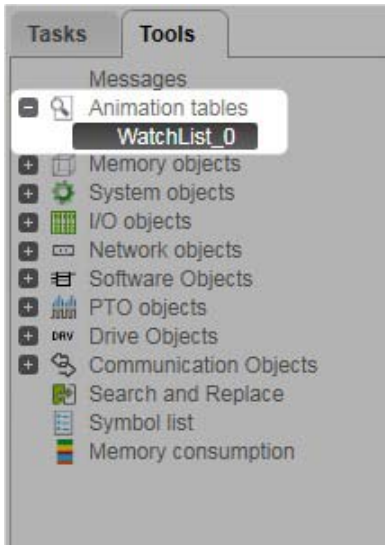 Tasks Tools
Messages
Animation tables
WatchList_0
Memory objects
System objects
I/O objects
Network objects
Software Objects
PTO objects
DRV Drive Objects
Communication Objects
Search and Replace
Symbol list
Memory consumption